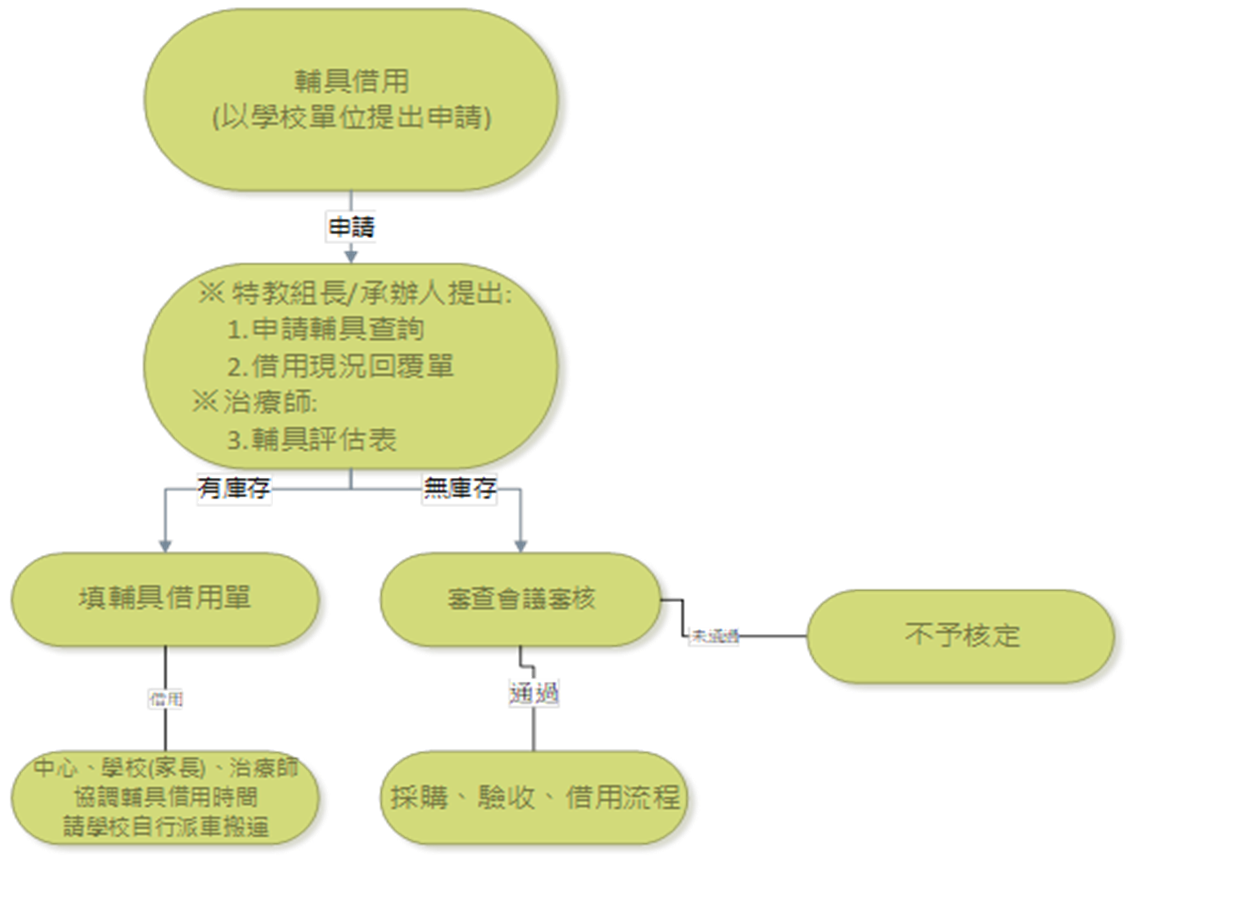 輔具借用
(以學校單位提出申請)
申請
※特教組長/承辦人提出:
1.申請輔具查詢
2.借用現況回覆單
※治療師:
3.輔具評估表
有庫存
無庫存
填輔具借用單
審查會議審核
未通過
不予核定
借用
通過
中心、學校(家長)、治療師
協調輔具借用時間
請學校自行派車搬運
採購、驗收、借用流程